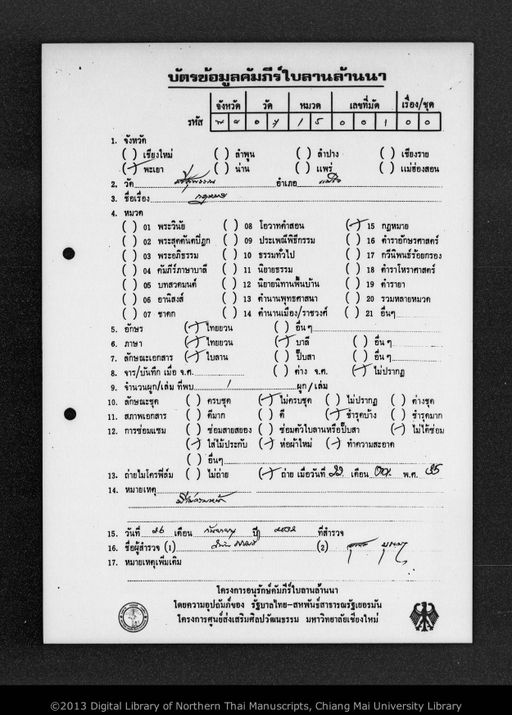 บัตรข้อมูลคัมภีร์ใบลานล้านนา
จังหวัด วัด หมวด เลขที่มัด เรื่อง/ชุด
รหัส 1 5 0 0 1 0 0
1. จังหวัด
( ) เชียงใหม่ ( ) ลำพูน ( ) ลำปาง ( ) เชียงราย
(/) พะเยา ( ) น่าน ( ) แพร่ ( ) แม่ฮ่องสอน
2. วัด อำเภอ
3. ชื่อเรื่อง กฎหมาย
4. หมวด
( ) 01 พระวินัย ( ) 08 โอวาทคำสอน (/) 15 กฎหมาย
( ) 02 พระสุตตันตปิฎก ( ) 09 ประเพณีพิธีกรรม ( ) 16 ตำราอักษรศาสตร์
( ) 03 พระอภิธรรม ( ) 10 ธรรมทั่วไป ( ) 17 กวีนิพนธ์ร้อยกรอง
( ) 04 คัมภีร์ภาษาบาลี ( ) 11 นิยายธรรม ( ) 18 ตำราโหราศาสตร์
( ) 05 บทสวดมนต์ ( ) 12 นิยายนิทานพื้นบ้าน ( ) 19 ตำรายา
( ) 06 อานิสงส์ ( ) 13 ตำนานพุทธศาสนา ( ) 20 รวมหลายหมวด
( ) 07 ชาดก ( ) 14 ตำนานเมือง/ราชวงศ์ ( ) 21 อื่นๆ
5. อักษร (/) ไทยยวน ( ) อื่นๆ
6. ภาษา (/) ไทยยวน (/) บาลี ( ) อื่นๆ
7. ลักษณะเอกสาร (/) ใบลาน ( ) ปั๊บสา ( ) อื่นๆ
8. จาร/บันทึก เมื่อ จ.ศ. ( ) ต่าง จ.ศ. (/) ไม่ปรากฏ
9. จำนวนผูก/เล่ม ที่พบ 1 ผูก/เล่ม
10. ลักษณะชุด ( ) ครบชุด (/) ไม่ครบชุด ( ) ไม่ปรากฏ ( ) ต่างชุด
11. สภาพเอกสาร ( ) ดีมาก ( ) ดี (/) ชำรุดบ้าง ( ) ชำรุดมาก
12. การซ่อมแซม ( ) ซ่อมสายสยอง ( ) ซ่อมตัวใบลานหรือปั๊บสา (/) ไม่ได้ซ่อม
(/) ใส่ไม้ประกับ (/) ห่อผ้าใหม่ (/) ทำความสะอาด
( ) อื่นๆ
13. ถ่ายไมโครฟิล์ม ( ) ไม่ถ่าย (/) ถ่าย เมื่อวันที่ 22 เดือน พ.ศ. 35
14. หมายเหตุ
15. วันที่ 26 เดือน กันยายน ปี 2532 ที่สำรวจ
16. ชื่อผู้สำรวจ (1) (2)
17. หมายเหตุเพิ่มเติม
โครงการอนุรักษ์คัมภีร์ใบลานล้านนา
โดยความอุปถัมภ์ของ รัฐบาลไทย-สหพันธ์สาธารณรัฐเยอรมัน
โครงการศูนย์ส่งเสริมศิลปวัฒนธรรม มหาวิทยาลัยเชียงใหม่
©2013 Digital Library of Northern Thai Manuscripts, Chiang Mai University Library